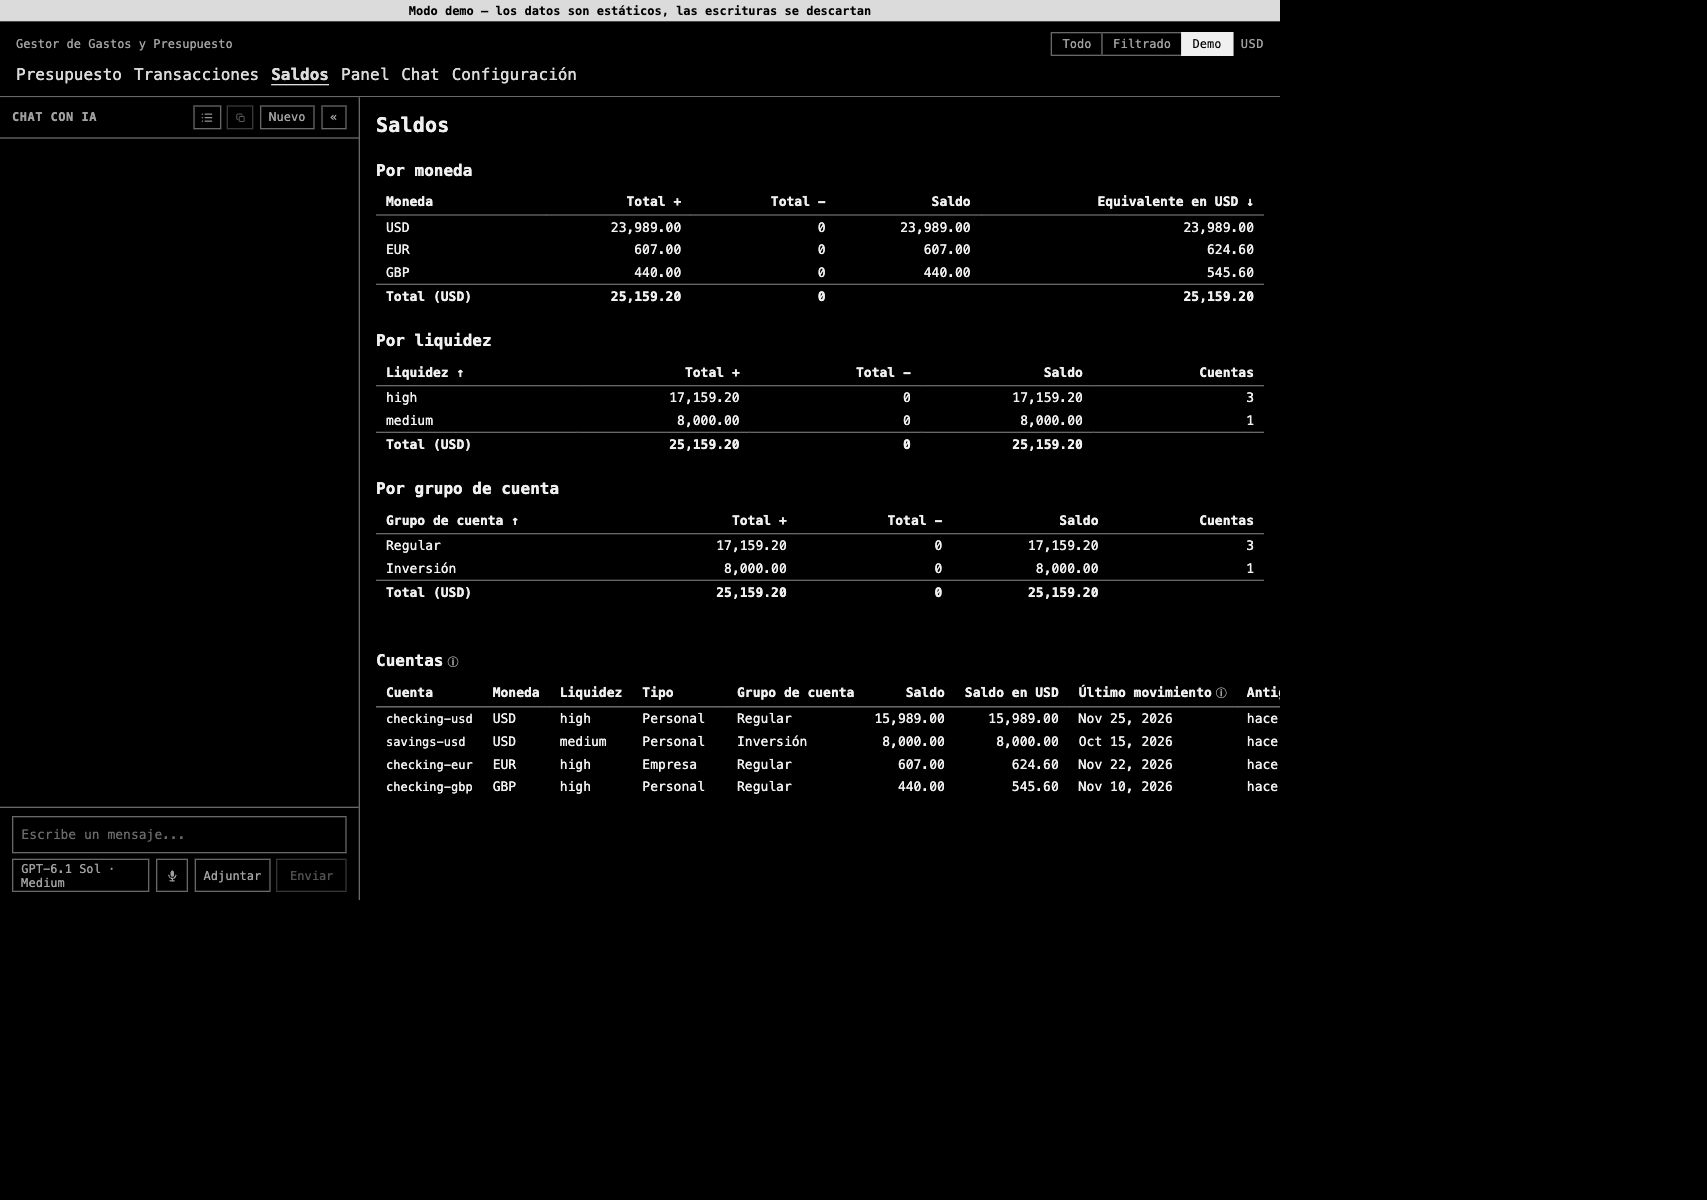 Modo demo — los datos son estáticos, las escrituras se descartan
Gestor de Gastos y Presupuesto
Todo Filtrado Demo USD
Presupuesto Transacciones Saldos Panel Chat Configuración
CHAT CON IA Nuevo «
Saldos
Por moneda
Moneda Total + Total − Saldo Equivalente en USD ↓
USD 23,989.00 0 23,989.00 23,989.00
EUR 607.00 0 607.00 624.60
GBP 440.00 0 440.00 545.60
Total (USD) 25,159.20 0 25,159.20
Por liquidez
Liquidez ↑ Total + Total − Saldo Cuentas
high 17,159.20 0 17,159.20 3
medium 8,000.00 0 8,000.00 1
Total (USD) 25,159.20 0 25,159.20
Por grupo de cuenta
Grupo de cuenta ↑ Total + Total − Saldo Cuentas
Regular 17,159.20 0 17,159.20 3
Inversión 8,000.00 0 8,000.00 1
Total (USD) 25,159.20 0 25,159.20
Cuentas ⓘ
Cuenta Moneda Liquidez Tipo Grupo de cuenta Saldo Saldo en USD Último movimiento ⓘ
checking-usd USD high Personal Regular 15,989.00 15,989.00 Nov 25, 2026 hace
savings-usd USD medium Personal Inversión 8,000.00 8,000.00 Oct 15, 2026 hace
checking-eur EUR high Empresa Regular 607.00 624.60 Nov 22, 2026 hace
checking-gbp GBP high Personal Regular 440.00 545.60 Nov 10, 2026 hace
Escribe un mensaje...
GPT-6.1 Sol ·
Medium
Adjuntar Enviar